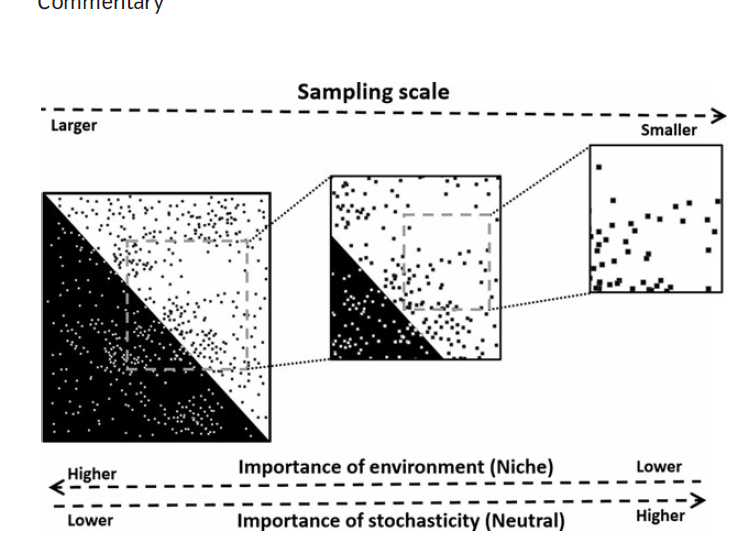 Commentary
Sampling scale
Larger
Smaller
Higher
Importance of environment (Niche)
Lower
Lower
Importance of stochasticity (Neutral)
Higher